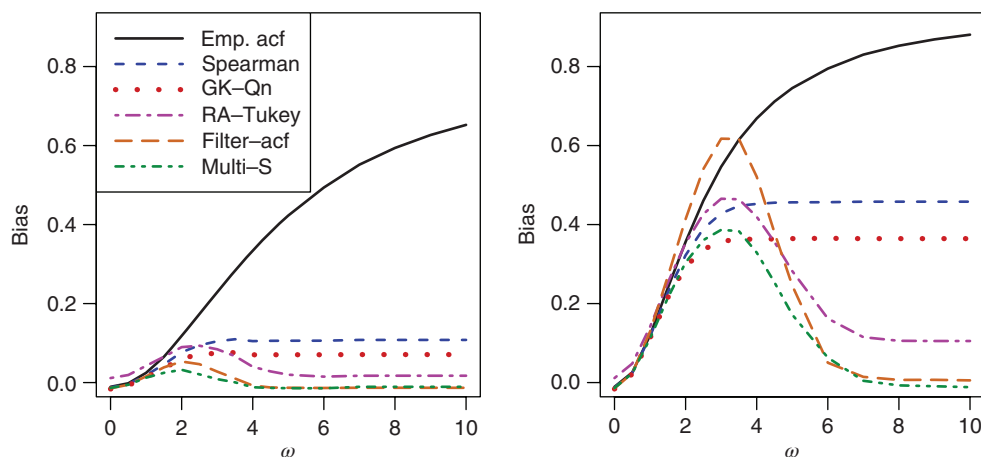 Emp. acf
Spearman
GK–Qn
RA–Tukey
Filter–acf
Multi–S
Bias
0.8
0.6
0.4
0.2
0.0
0 2 4 6 8 10
ω
Bias
0.8
0.6
0.4
0.2
0.0
0 2 4 6 8 10
ω